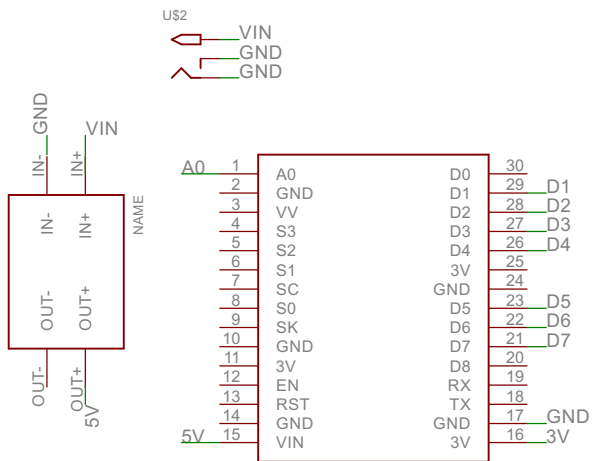 U$2
VIN
GND
GND
GND VIN
IN- IN+
IN- IN+
NAME
OUT- OUT+
OUT- OUT+
5V
A0 1 A0 D0 30
2 GND D1 29 D1
3 VV D2 28 D2
4 S3 D3 27 D3
5 S2 D4 26 D4
6 S1 3V 25
7 SC GND 24
8 S0 D5 23 D5
9 SK D6 22 D6
10 GND D7 21 D7
11 3V D8 20
12 EN RX 19
13 RST TX 18
14 GND GND 17 GND
5V 15 VIN 3V 16 3V